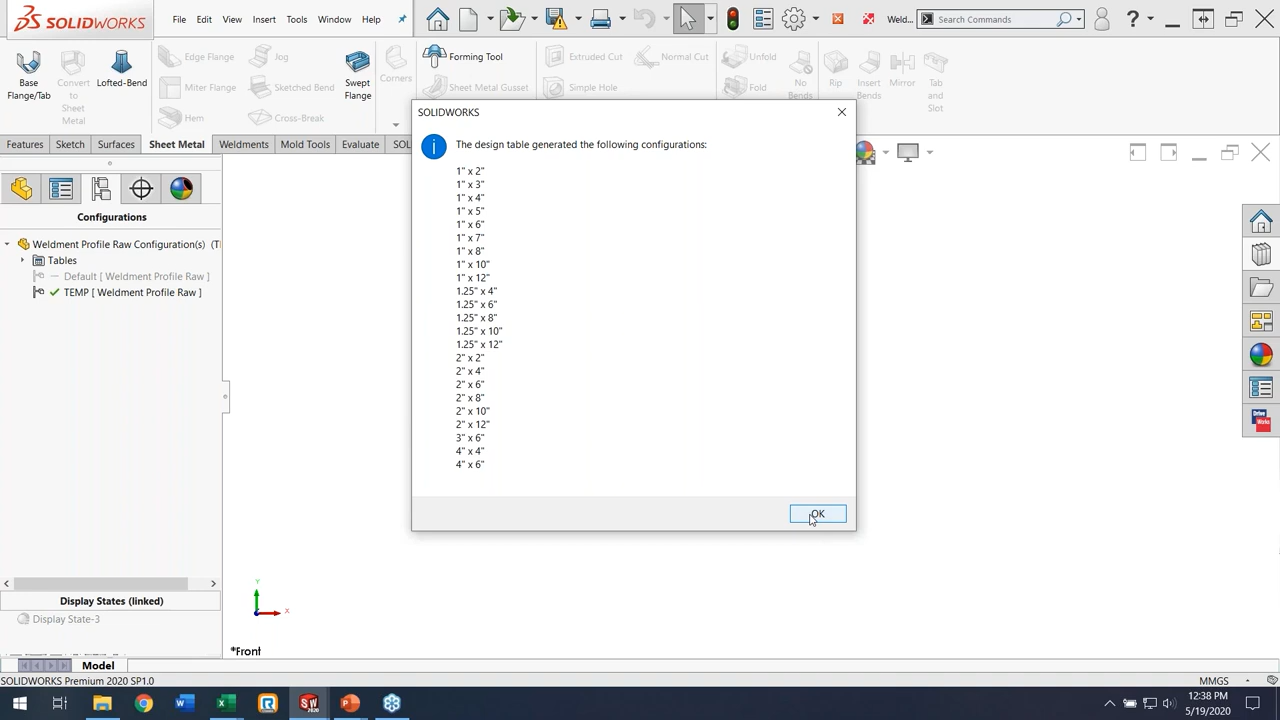 SOLIDWORKS File Edit View Insert Tools Window Help Weld... Search Commands
Base Flange/Tab
Convert to Sheet Metal
Lofted-Bend
Edge Flange
Miter Flange
Hem
Jog
Sketched Bend
Cross-Break
Swept Flange
Corners
Forming Tool
Sheet Metal Gusset
Extruded Cut
Simple Hole
Normal Cut
Unfold
Fold
No Bends
Rip
Insert Bends
Mirror
Tab and Slot
Features Sketch Surfaces Sheet Metal Weldments Mold Tools Evaluate SOL
Configurations
Weldment Profile Raw Configuration(s) (T
Tables
Default [ Weldment Profile Raw ]
TEMP [ Weldment Profile Raw ]
SOLIDWORKS
The design table generated the following configurations:
1" x 2"
1" x 3"
1" x 4"
1" x 5"
1" x 6"
1" x 7"
1" x 8"
1" x 10"
1" x 12"
1.25" x 4"
1.25" x 6"
1.25" x 8"
1.25" x 10"
1.25" x 12"
2" x 2"
2" x 4"
2" x 6"
2" x 8"
2" x 10"
2" x 12"
3" x 6"
4" x 4"
4" x 6"
OK
Display States (linked)
Display State-3
Y
X
*Front
Model
SOLIDWORKS Premium 2020 SP1.0
MMGS
12:38 PM
5/19/2020